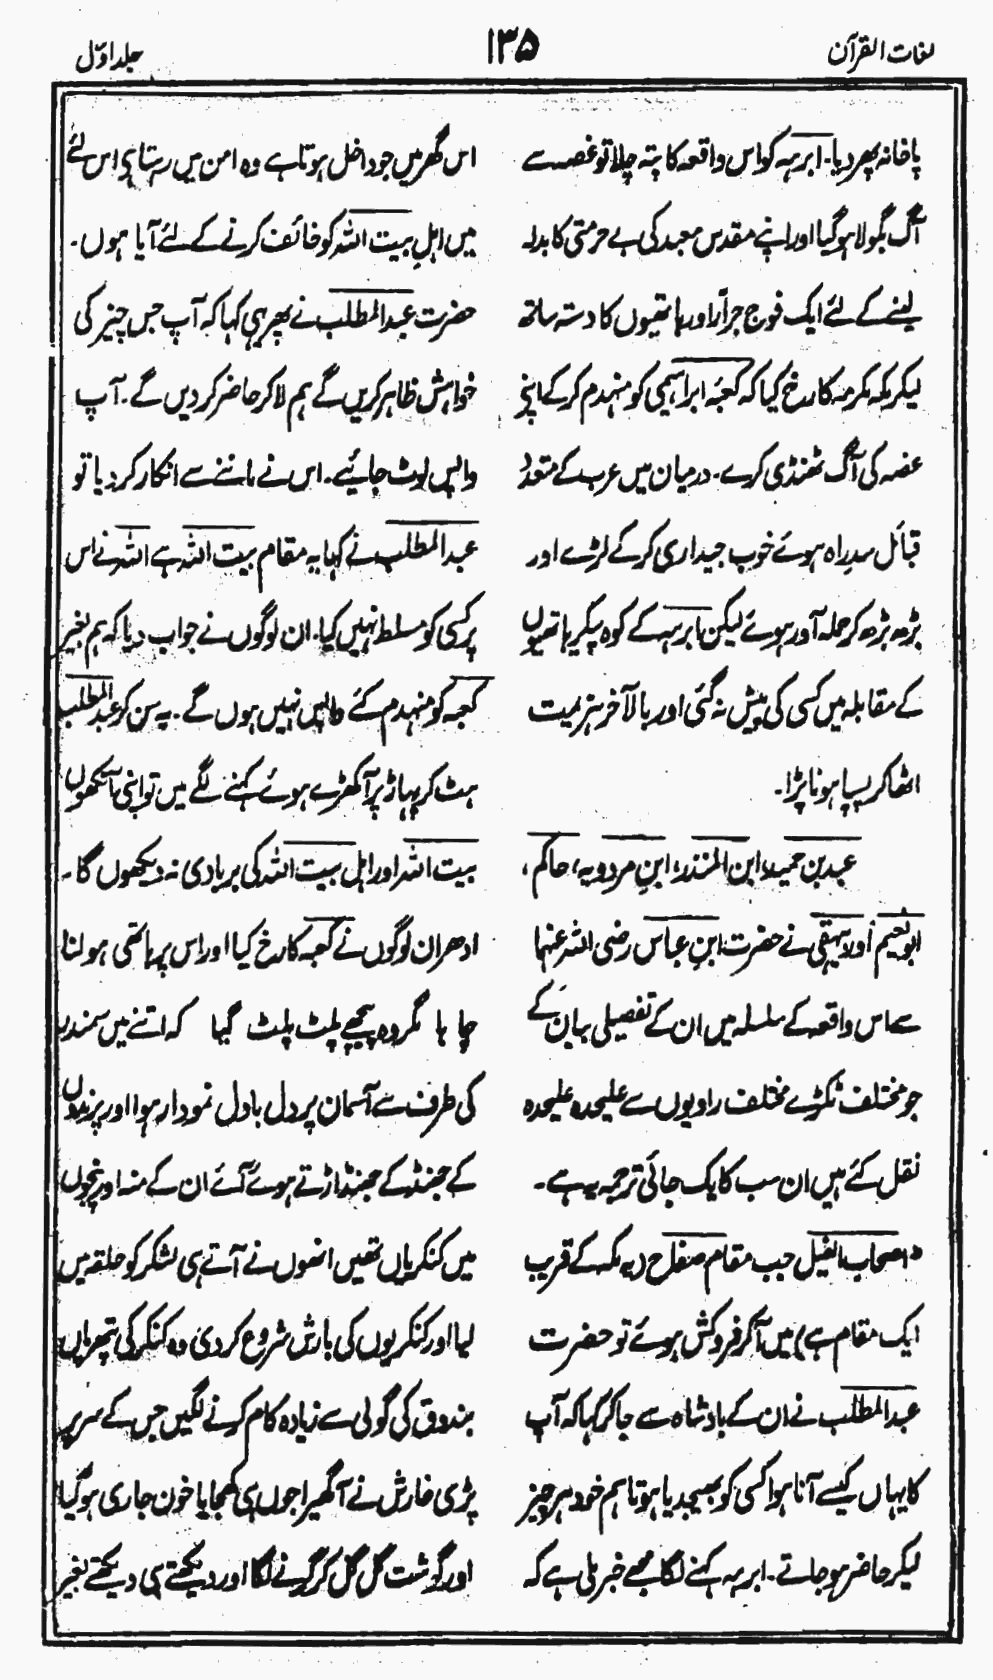 لغات القرآن
۱۳۵
جلد اوّل
پاخانہ پھر دیا۔ ابرہہ کو اس واقعہ کا پتہ چلا تو غصہ سے
آگ بگولا ہو گیا اور اپنے مقدس معبد کی بے حرمتی کا بدلہ
لینے کے لئے ایک فوج جرّار اور ہاتھیوں کا دستہ ساتھ
لیکر مکہ مکرمہ کا رخ کیا کہ کعبہ ابراہیمی کو منہدم کر کے اپنے
غصہ کی آگ ٹھنڈی کرے۔ درمیان میں عرب کے متعدد
قبائل سدِراہ ہوئے خوب جیداری کر کے لڑے اور
بڑھ بڑھ کر حملہ آور ہوئے لیکن ابرہہ کے کوہ پیکر ہاتھیوں
کے مقابلہ میں کسی کی پیش نہ گئی اور بالآخر ہزیمت
اٹھا کر پسپا ہونا پڑا۔
عبد بن حمید، ابن المنذر، ابن مردویہ، حاکم،
ابو نعیم اور بیہقی نے حضرت ابن عباس رضی اللہ عنہا
سے اس واقعہ کے سلسلہ میں ان کے تفصیلی بیان کے
جو مختلف ٹکڑے مختلف راویوں سے علیحدہ علیحدہ
نقل کئے ہیں ان سب کا یک جائی ترجمہ یہ ہے۔
"اصحاب الفیل جب مقام صفاح (یہ مکہ کے قریب
ایک مقام ہے) میں آ کر فروکش ہوئے تو حضرت
عبد المطلب نے ان کے بادشاہ سے جا کر کہا کہ آپ
کا یہاں کیسے آنا ہوا کسی کو بھیجدیا ہوتا ہم خود ہر چیز
لیکر حاضر ہو جاتے۔ ابرہہ کہنے لگا مجھے خبر ملی ہے کہ
اس گھر میں جو داخل ہوتا ہے وہ امن میں رہتا ہی اس لئے
میں اہلِ بیت اللہ کو خائف کرنے کے لئے آیا ہوں۔
حضرت عبد المطلب نے پھر یہی کہا کہ آپ جس چیز کی
خواہش ظاہر کریں گے ہم لا کر حاضر کر دیں گے۔ آپ
واپس لوٹ جائیے۔ اس نے ماننے سے انکار کر دیا تو
عبد المطلب نے کہا یہ مقام بیت اللہ ہے اللہ نے اس
پر کسی کو مسلط نہیں کیا۔ ان لوگوں نے جواب دیا کہ ہم بغیر
کعبہ کو منہدم کئے واپس نہیں ہوں گے۔ یہ سن کر عبد المطلب
ہٹ کر پہاڑ پر آ کھڑے ہوئے کہنے لگے میں تو اپنی آنکھوں
بیت اللہ اور اہل بیت اللہ کی بربادی نہ دیکھوں گا۔
ادھر ان لوگوں نے کعبہ کا رخ کیا اور اس پر ہاتھی ہولنا
چاہا مگر وہ پیچھے پلٹ پلٹ گیا کہ اتنے میں سمندر
کی طرف سے آسمان پر دل بادل نمودار ہوا اور پرندوں
کے جھنڈ کے جھنڈ اڑتے ہوئے آئے ان کے منہ اور پنجوں
میں کنکریاں تھیں انھوں نے آتے ہی لشکر کو حلقہ میں
لیا اور کنکریوں کی بارش شروع کر دی وہ کنکر کی پتھریاں
بندوق کی گولی سے زیادہ کام کرنے لگیں جس کے سر پر
پڑی خارش نے آ گھیرا جوں ہی کھجایا خون جاری ہو گیا
اور گوشت گل گل کر گرنے لگا اور دیکھتے ہی دیکھتے بغیر